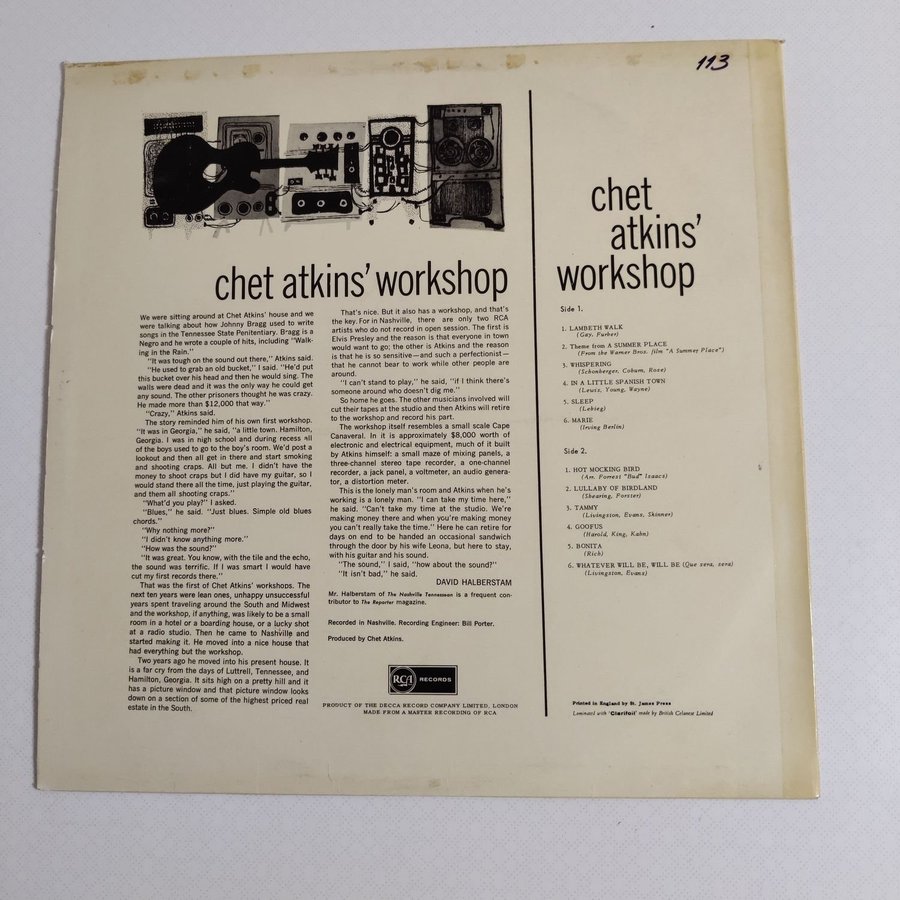 113
chet atkins' workshop
We were sitting around at Chet Atkins' house and we
were talking about how Johnny Bragg used to write
songs in the Tennessee State Penitentiary. Bragg is a
Negro and he wrote a couple of hits, including "Walk-
ing in the Rain."
"It was tough on the sound out there," Atkins said.
"He used to grab an old bucket," I said. "He'd put
this bucket over his head and then he would sing. The
walls were dead and it was the only way he could get
any sound. The other prisoners thought he was crazy.
He made more than $12,000 that way."
"Crazy," Atkins said.
The story reminded him of his own first workshop.
"It was in Georgia," he said, "a little town. Hamilton,
Georgia. I was in high school and during recess all
of the boys used to go to the boy's room. We'd post a
lookout and then all get in there and start smoking
and shooting craps. All but me. I didn't have the
money to shoot craps but I did have my guitar, so I
would stand there all the time, just playing the guitar,
and them all shooting craps."
"What'd you play?" I asked.
"Blues," he said. "Just blues. Simple old blues
chords."
"Why nothing more?"
"I didn't know anything more."
"How was the sound?"
"It was great. You know, with the tile and the echo,
the sound was terrific. If I was smart I would have
cut my first records there."
That was the first of Chet Atkins' workshops. The
next ten years were lean ones, unhappy unsuccessful
years spent traveling around the South and Midwest
and the workshop, if anything, was likely to be a small
room in a hotel or a boarding house, or a lucky shot
at a radio studio. Then he came to Nashville and
started making it. He moved into a nice house that
had everything but the workshop.
Two years ago he moved into his present house. It
is a far cry from the days of Luttrell, Tennessee, and
Hamilton, Georgia. It sits high on a pretty hill and it
has a picture window and that picture window looks
down on a section of some of the highest priced real
estate in the South.
That's nice. But it also has a workshop, and that's
the key. For in Nashville, there are only two RCA
artists who do not record in open session. The first is
Elvis Presley and the reason is that everyone in town
would want to go; the other is Atkins and the reason
is that he is so sensitive—and such a perfectionist—
that he cannot bear to work while other people are
around.
"I can't stand to play," he said, "if I think there's
someone around who doesn't dig me."
So home he goes. The other musicians involved will
cut their tapes at the studio and then Atkins will retire
to the workshop and record his part.
The workshop itself resembles a small scale Cape
Canaveral. In it is approximately $8,000 worth of
electronic and electrical equipment, much of it built
by Atkins himself: a small maze of mixing panels, a
three-channel stereo tape recorder, a one-channel
recorder, a jack panel, a voltmeter, an audio genera-
tor, a distortion meter.
This is the lonely man's room and Atkins when he's
working is a lonely man. "I can take my time here,"
he said. "Can't take my time at the studio. We're
making money there and when you're making money
you can't really take the time." Here he can retire for
days on end to be handed an occasional sandwich
through the door by his wife Leona, but here to stay,
with his guitar and his sound.
"The sound," I said, "how about the sound?"
"It isn't bad," he said.
DAVID HALBERSTAM
Mr. Halberstam of The Nashville Tennessean is a frequent con-
tributor to The Reporter magazine.
Recorded in Nashville. Recording Engineer: Bill Porter.
Produced by Chet Atkins.
RCA RECORDS
PRODUCT OF THE DECCA RECORD COMPANY LIMITED, LONDON
MADE FROM A MASTER RECORDING OF RCA
chet
atkins'
workshop
Side 1.
1. LAMBETH WALK
(Gay, Furber)
2. Theme from A SUMMER PLACE
(From the Warner Bros. film "A Summer Place")
3. WHISPERING
(Schonberger, Coburn, Rose)
4. IN A LITTLE SPANISH TOWN
(Lewis, Young, Wayne)
5. SLEEP
(Lebieg)
6. MARIE
(Irving Berlin)
Side 2.
1. HOT MOCKING BIRD
(Arr. Forrest "Bud" Isaacs)
2. LULLABY OF BIRDLAND
(Shearing, Forster)
3. TAMMY
(Livingston, Evans, Skinner)
4. GOOFUS
(Harold, King, Kahn)
5. BONITA
(Rich)
6. WHATEVER WILL BE, WILL BE (Que sera, sera)
(Livingston, Evans)
Printed in England by St. James Press
Laminated with 'Clarifoil' made by British Celanese Limited